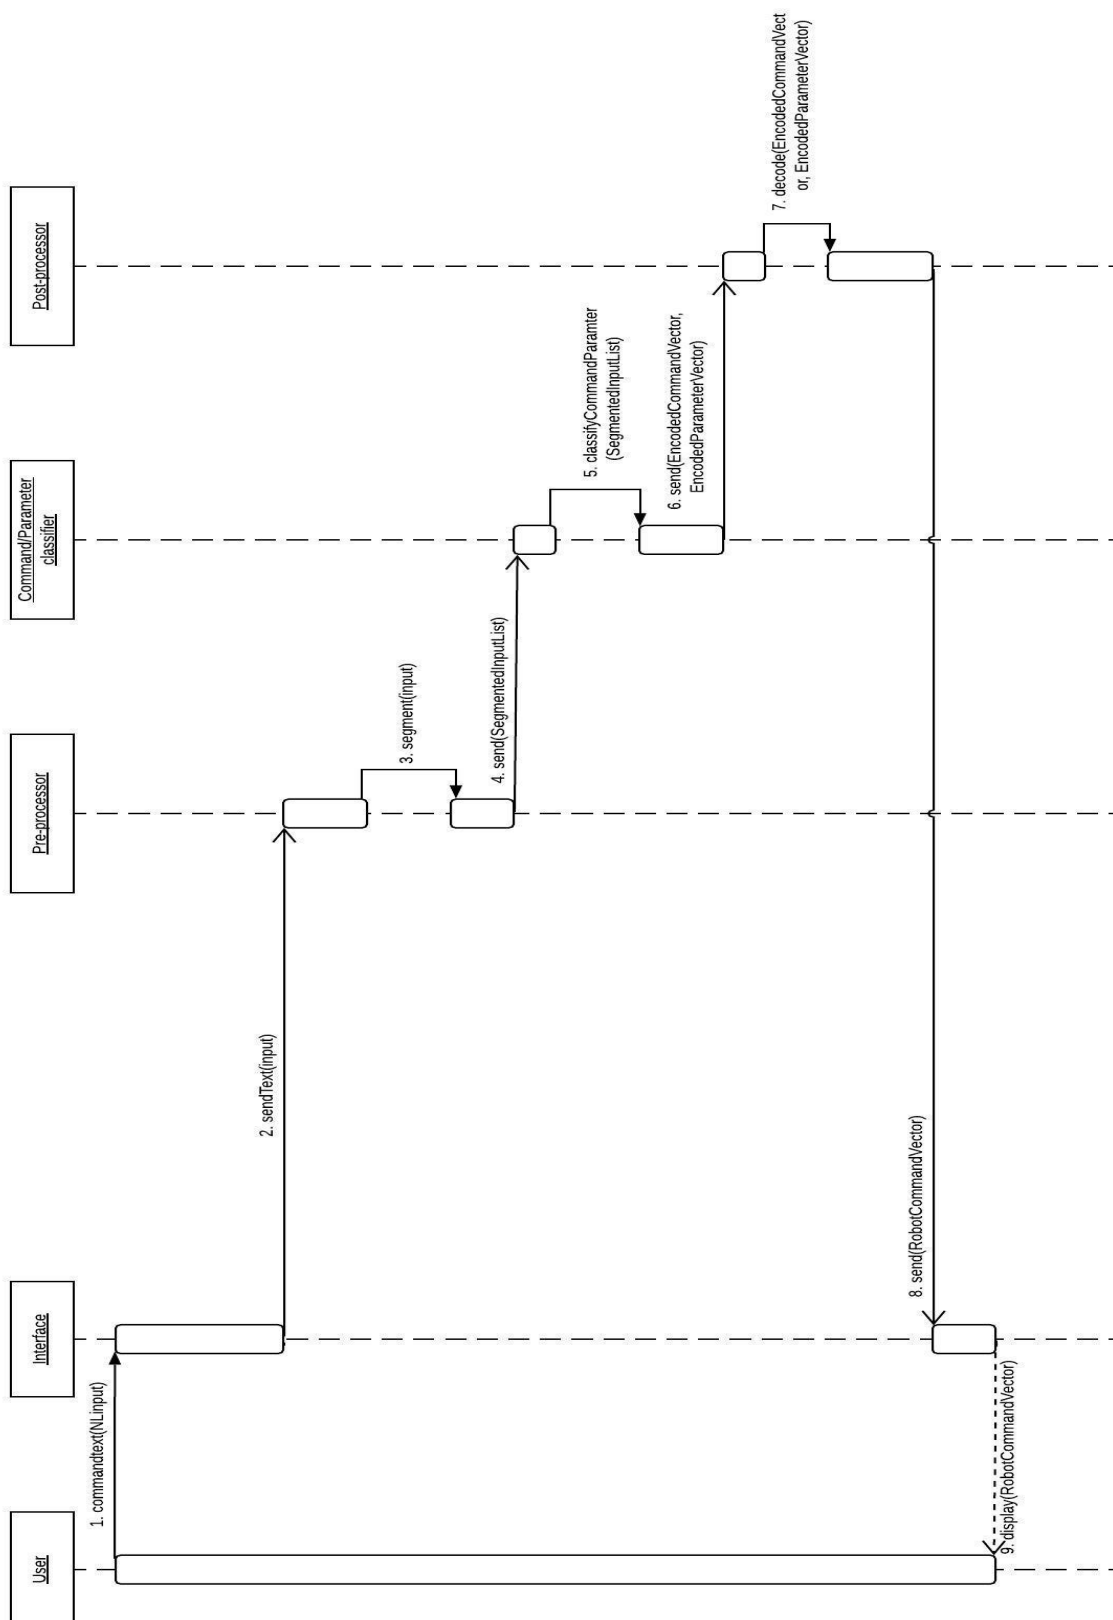 User
Interface
Pre-processor
Command/Parameter
classifier
Post-processor
1. commandtext(NLinput)
2. sendText(input)
3. segment(input)
4. send(SegmentedInputList)
5. classifyCommandParamter
(SegmentedInputList)
6. send(EncodedCommandVector,
EncodedParameterVector)
7. decode(EncodedCommandVect
or, EncodedParameterVector)
8. send(RobotCommandVector)
9. display(RobotCommandVector)